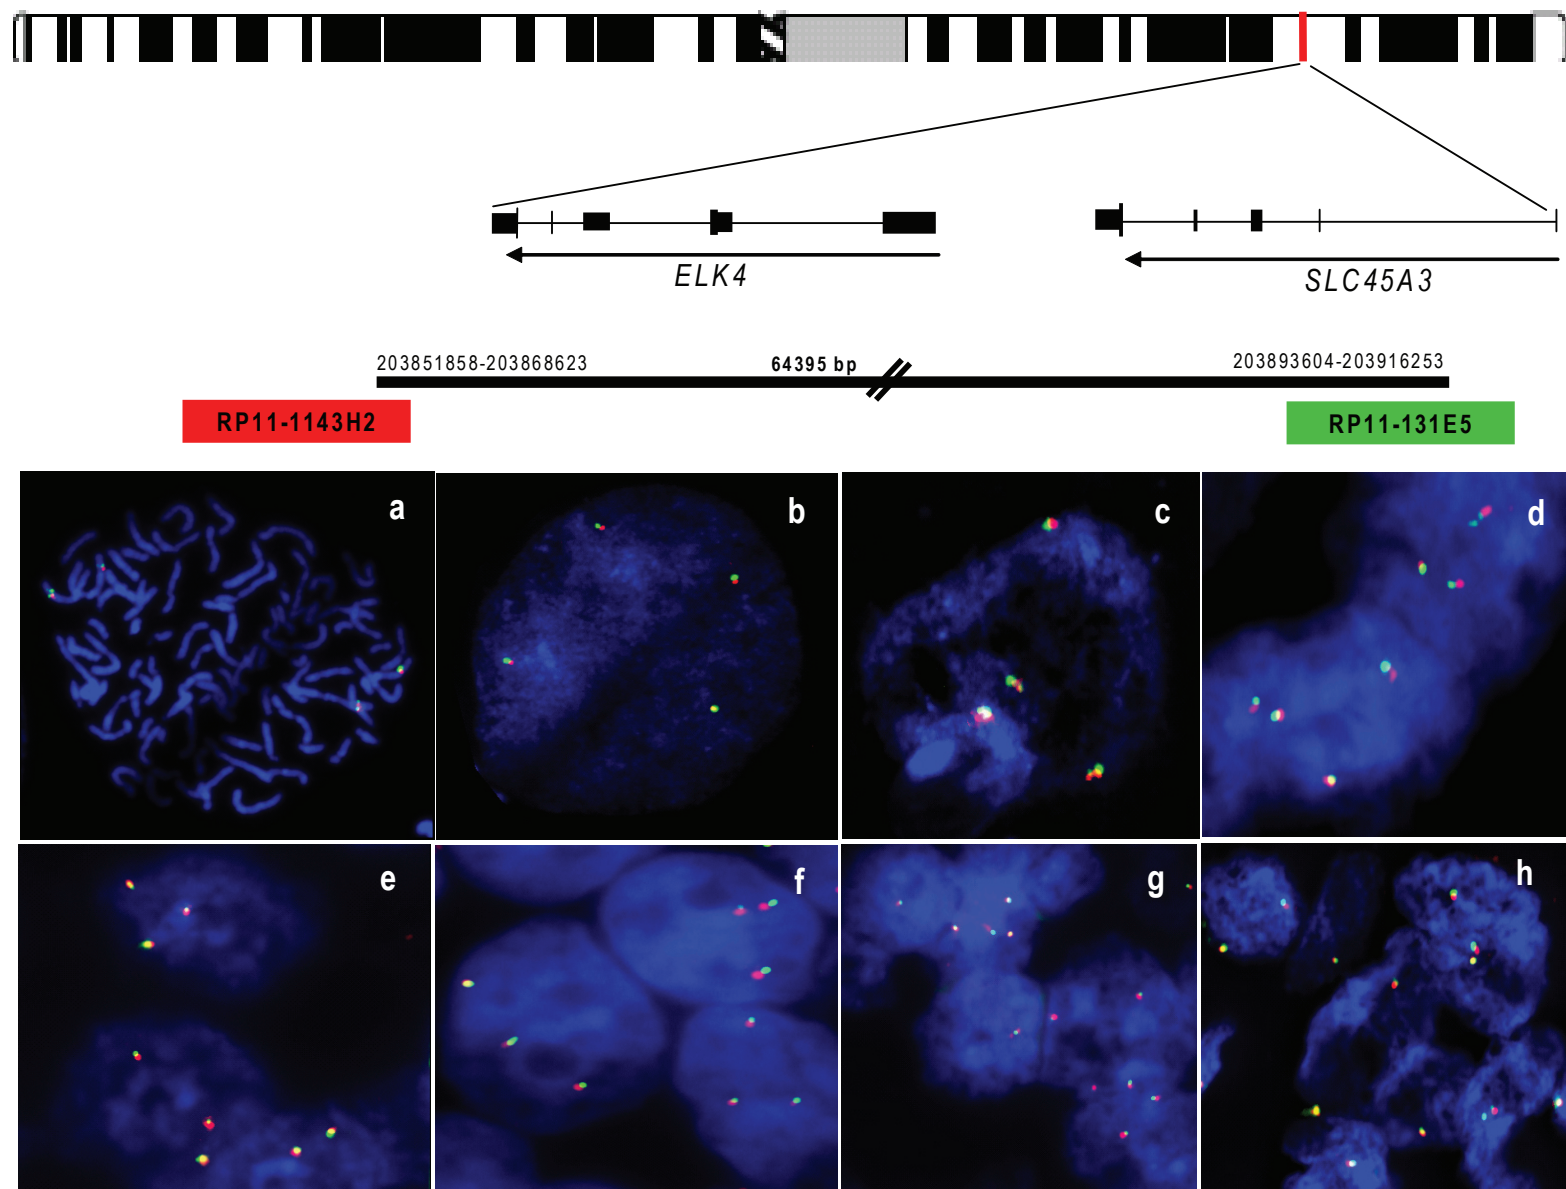 ELK4
SLC45A3
203851858-203868623 64395 bp 203893604-203916253
RP11-1143H2 RP11-131E5
a b c d
e f g h